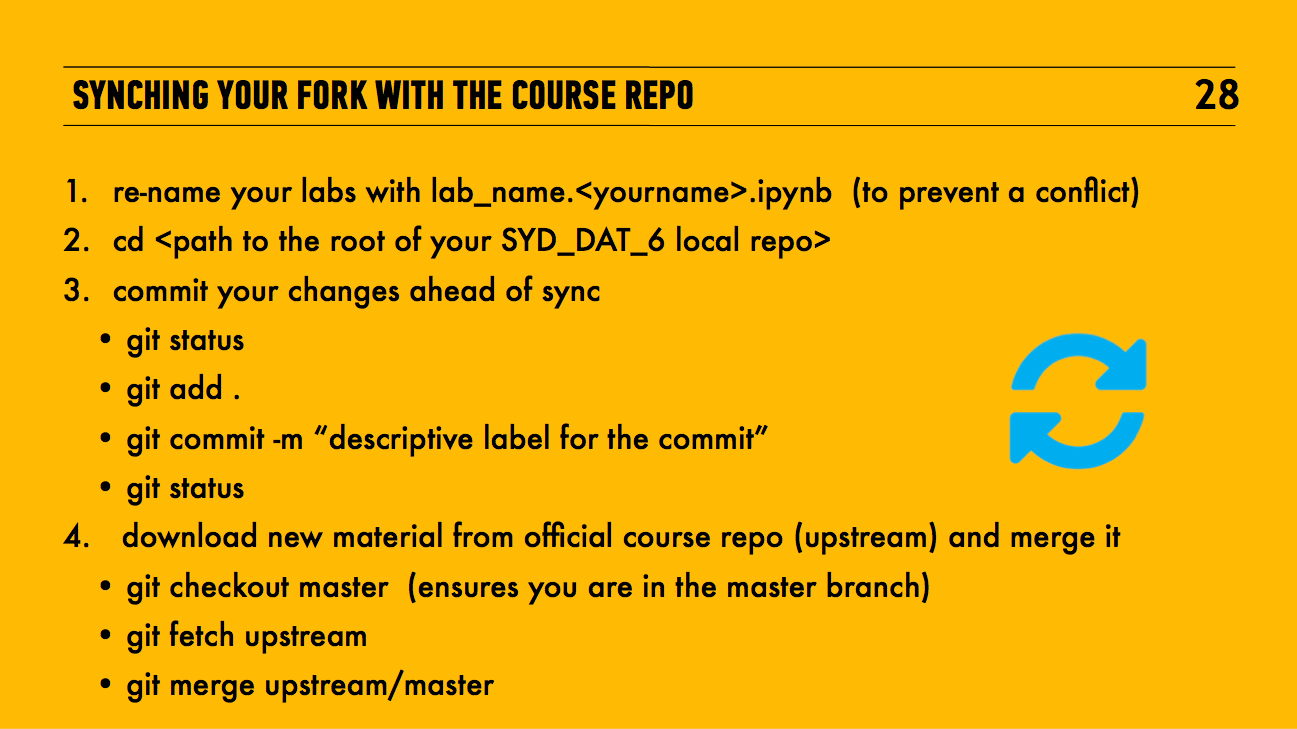 SYNCHING YOUR FORK WITH THE COURSE REPO 28
1. re-name your labs with lab_name.<yourname>.ipynb (to prevent a conflict)
2. cd <path to the root of your SYD_DAT_6 local repo>
3. commit your changes ahead of sync
• git status
• git add .
• git commit -m “descriptive label for the commit”
• git status
4. download new material from official course repo (upstream) and merge it
• git checkout master (ensures you are in the master branch)
• git fetch upstream
• git merge upstream/master